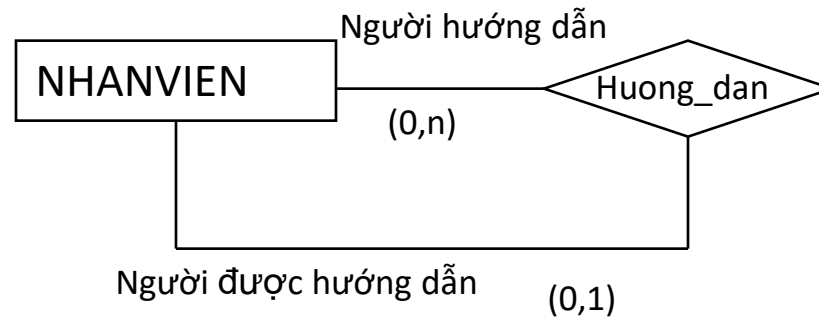 Người hướng dẫn
NHANVIEN
Huong_dan
(0,n)
Người được hướng dẫn
(0,1)